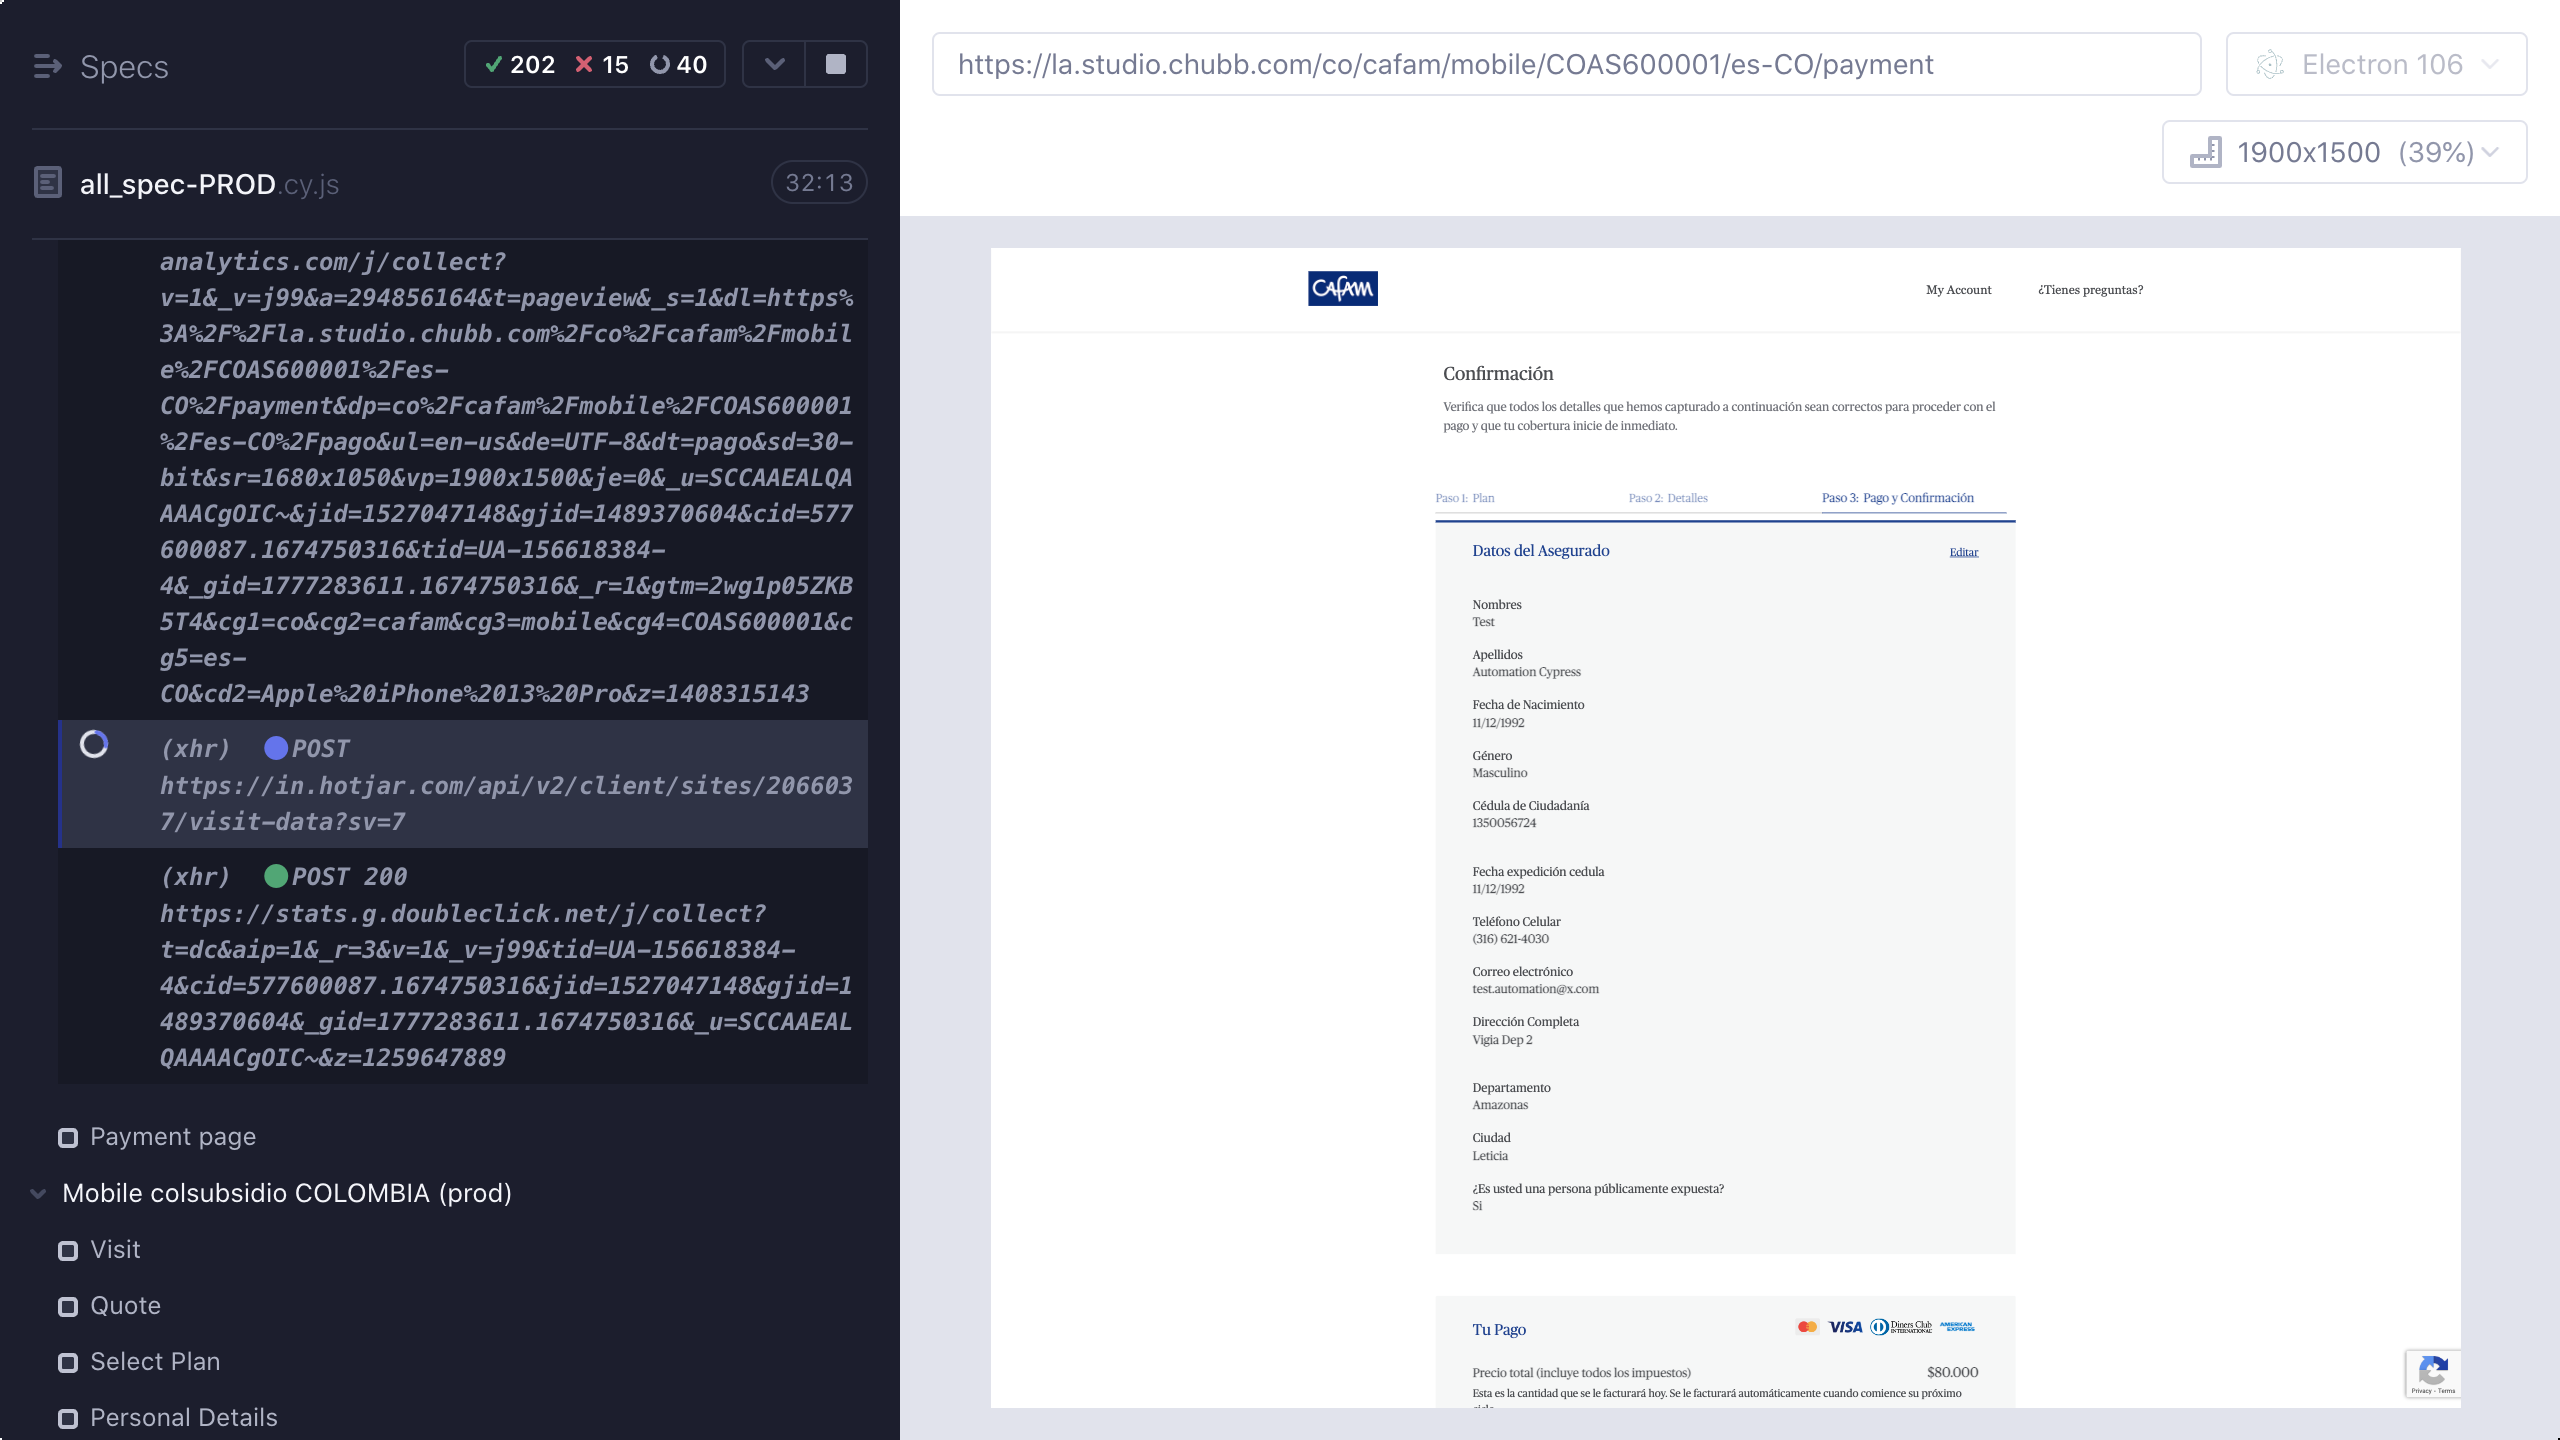 Specs
202 15 40
all_spec-PROD.cy.js
32:13
analytics.com/j/collect?
v=1&_v=j99&a=294856164&t=pageview&_s=1&dl=https%
3A%2F%2Fla.studio.chubb.com%2Fco%2Fcafam%2Fmobil
e%2FCOAS600001%2Fes-
CO%2Fpayment&dp=co%2Fcafam%2Fmobile%2FCOAS600001
%2Fes-CO%2Fpago&ul=en-us&de=UTF-8&dt=pago&sd=30-
bit&sr=1680x1050&vp=1900x1500&je=0&_u=SCCAAEALQA
AAACgOIC~&jid=1527047148&gjid=1489370604&cid=577
600087.1674750316&tid=UA-156618384-
4&_gid=1777283611.1674750316&_r=1&gtm=2wg1p05ZKB
5T4&cg1=co&cg2=cafam&cg3=mobile&cg4=COAS600001&c
g5=es-
CO&cd2=Apple%20iPhone%2013%20Pro&z=1408315143
(xhr) POST
https://in.hotjar.com/api/v2/client/sites/206603
7/visit-data?sv=7
(xhr) POST 200
https://stats.g.doubleclick.net/j/collect?
t=dc&aip=1&_r=3&v=1&_v=j99&tid=UA-156618384-
4&cid=577600087.1674750316&jid=1527047148&gjid=1
489370604&_gid=1777283611.1674750316&_u=SCCAAEAL
QAAAACgOIC~&z=1259647889
Payment page
Mobile colsubsidio COLOMBIA (prod)
Visit
Quote
Select Plan
Personal Details
https://la.studio.chubb.com/co/cafam/mobile/COAS600001/es-CO/payment
Electron 106
1900x1500 (39%)
Cafam
My Account
¿Tienes preguntas?
Confirmación
Verifica que todos los detalles que hemos capturado a continuación sean correctos para proceder con el
pago y que tu cobertura inicie de inmediato.
Paso 1: Plan
Paso 2: Detalles
Paso 3: Pago y Confirmación
Datos del Asegurado
Editar
Nombres
Test
Apellidos
Automation Cypress
Fecha de Nacimiento
11/12/1992
Género
Masculino
Cédula de Ciudadanía
1350056724
Fecha expedición cedula
11/12/1992
Teléfono Celular
(316) 621-4030
Correo electrónico
test.automation@x.com
Dirección Completa
Vigia Dep 2
Departamento
Amazonas
Ciudad
Leticia
¿Es usted una persona públicamente expuesta?
Si
Tu Pago
VISA
Diners Club
INTERNATIONAL
AMERICAN
EXPRESS
Precio total (incluye todos los impuestos)
$80.000
Esta es la cantidad que se le facturará hoy. Se le facturará automáticamente cuando comience su próximo
Privacy - Terms